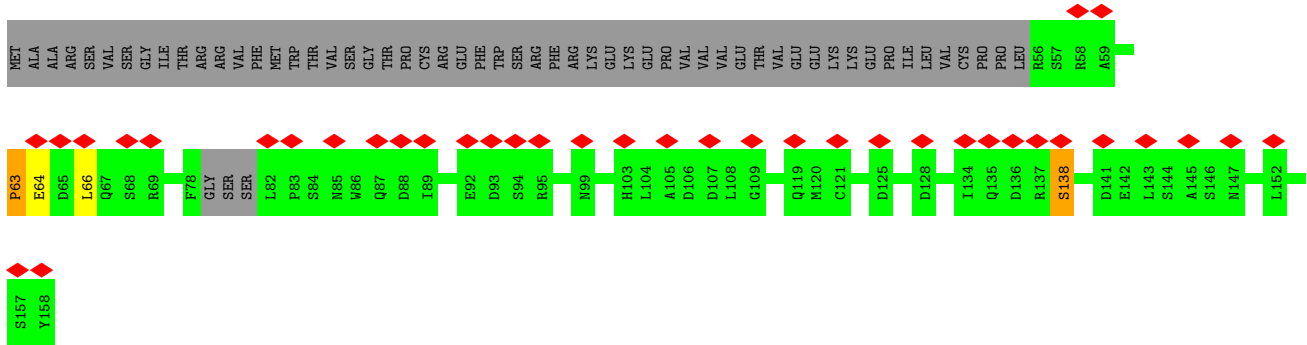 MET ALA ALA ARG SER VAL SER GLY ILE THR ARG ARG VAL PHE MET TRP THR VAL SER GLY THR PRO CYS ARG GLU PHE TRP SER ARG PHE ARG LYS GLU LYS GLU PRO VAL VAL VAL GLU THR VAL GLU GLU LYS LYS GLU PRO ILE LEU VAL CYS PRO PRO LEU R56 S57 R58 A59
P63 E64 D65 L66 Q67 S68 R69 F78 GLY SER SER L82 P83 S84 N85 W86 Q87 D88 I89 E92 D93 S94 R95 N99 H103 L104 A105 D106 D107 L108 G109 Q119 M120 C121 D125 D128 I134 Q135 D136 R137 S138 D141 E142 L143 S144 A145 S146 N147 L152
S157 Y158